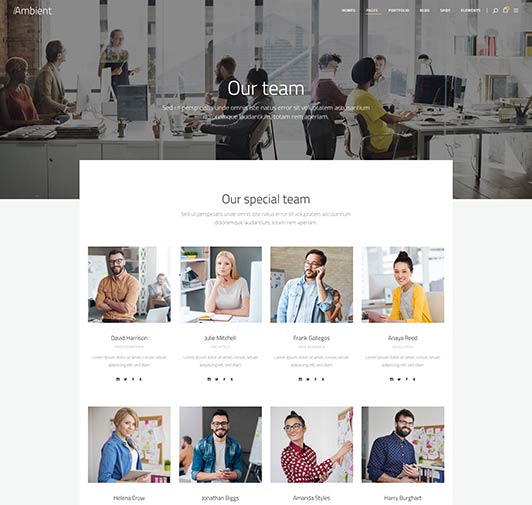 Ambient
HOMES PAGES PORTFOLIO BLOG SHOP ELEMENTS
Our team
Sed ut perspiciatis unde omnis iste natus error sit voluptatem accusantium
doloremque laudantium, totam rem aperiam.
Our special team
Sed ut perspiciatis unde omnis iste natus error sit voluptatem accusantium
doloremque laudantium, totam rem aperiam.
David Harrison
PHOTOGRAPHER
Lorem ipsum dolor sit amet, consec tetuer
adipiscing elit, sed diam
Julie Mitchell
ARCHITECT
Lorem ipsum dolor sit amet, consec tetuer
adipiscing elit, sed diam
Frank Gallegos
WEB DESIGNER
Lorem ipsum dolor sit amet, consec tetuer
adipiscing elit, sed diam
Anaya Reed
DEVELOPER
Lorem ipsum dolor sit amet, consec tetuer
adipiscing elit, sed diam
Helena Crow
Jonathan Biggs
Amanda Styles
Harry Burghart